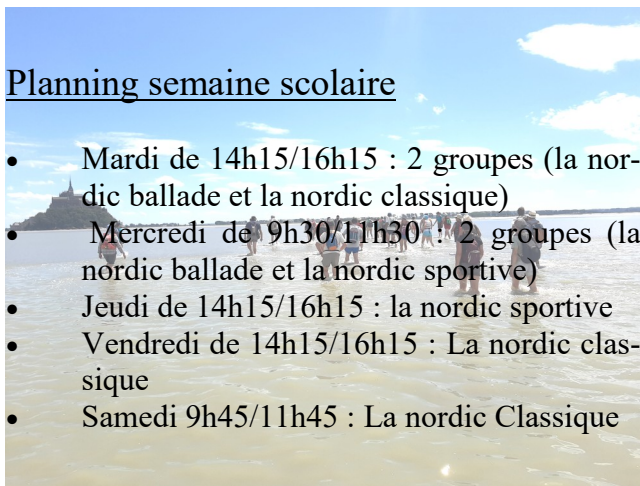 Planning semaine scolaire
• Mardi de 14h15/16h15 : 2 groupes (la nor-
dic ballade et la nordic classique)
• Mercredi de 9h30/11h30 : 2 groupes (la
nordic ballade et la nordic sportive)
• Jeudi de 14h15/16h15 : la nordic sportive
• Vendredi de 14h15/16h15 : La nordic clas-
sique
• Samedi 9h45/11h45 : La nordic Classique